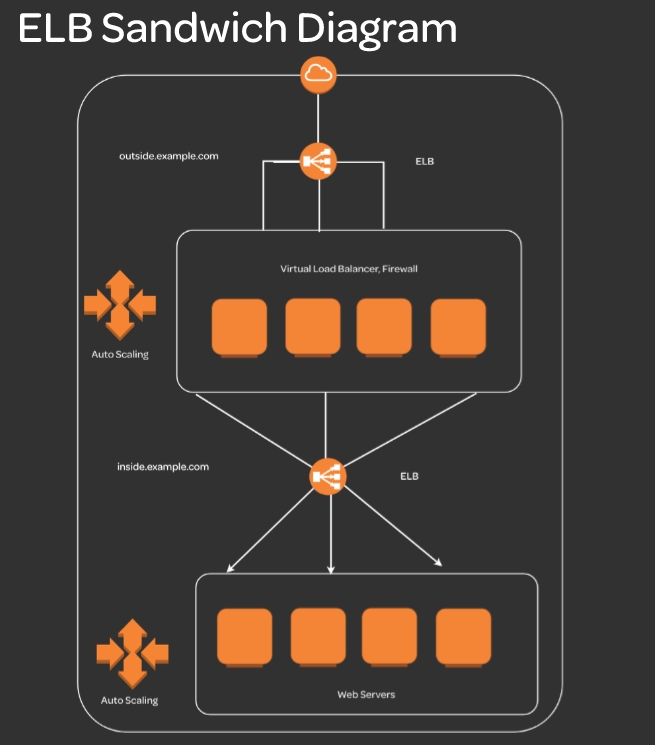 ELB Sandwich Diagram
outside.example.com
ELB
Virtual Load Balancer, Firewall
Auto Scaling
inside.example.com
ELB
Web Servers
Auto Scaling